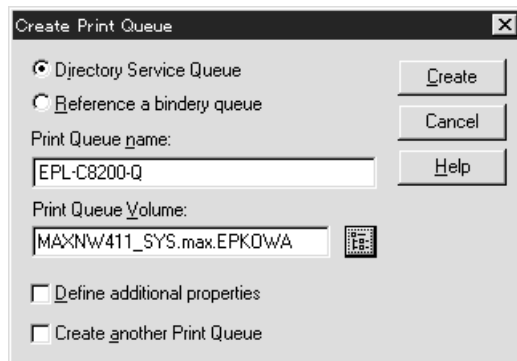 Create Print Queue
Directory Service Queue
Create
Reference a bindery queue
Cancel
Print Queue name:
Help
EPL-C8200-Q
Print Queue Volume:
MAXNW411_SYS.max.EPKOWA
Define additional properties
Create another Print Queue